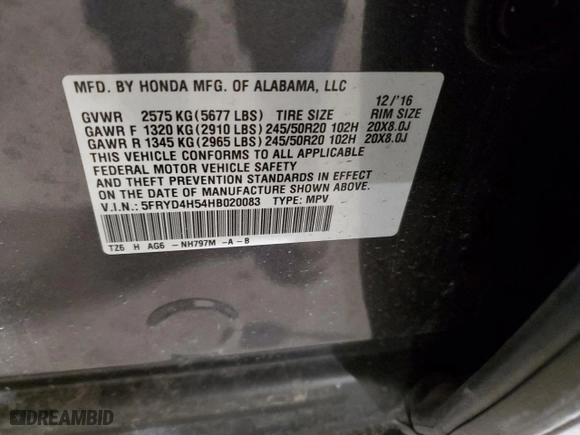 MFD. BY HONDA MFG. OF ALABAMA, LLC
12/'16
GVWR 2575 KG(5677 LBS) TIRE SIZE RIM SIZE
GAWR F 1320 KG(2910 LBS) 245/50R20 102H 20X8.0J
GAWR R 1345 KG(2965 LBS) 245/50R20 102H 20X8.0J
THIS VEHICLE CONFORMS TO ALL APPLICABLE
FEDERAL MOTOR VEHICLE SAFETY
AND THEFT PREVENTION STANDARDS IN EFFECT
ON THE DATE OF MANUFACTURE SHOWN ABOVE.
V.I.N.: 5FRYD4H54HB020083 TYPE: MPV
TZ6 H AG6 -NH797M -A-B
DREAMBID